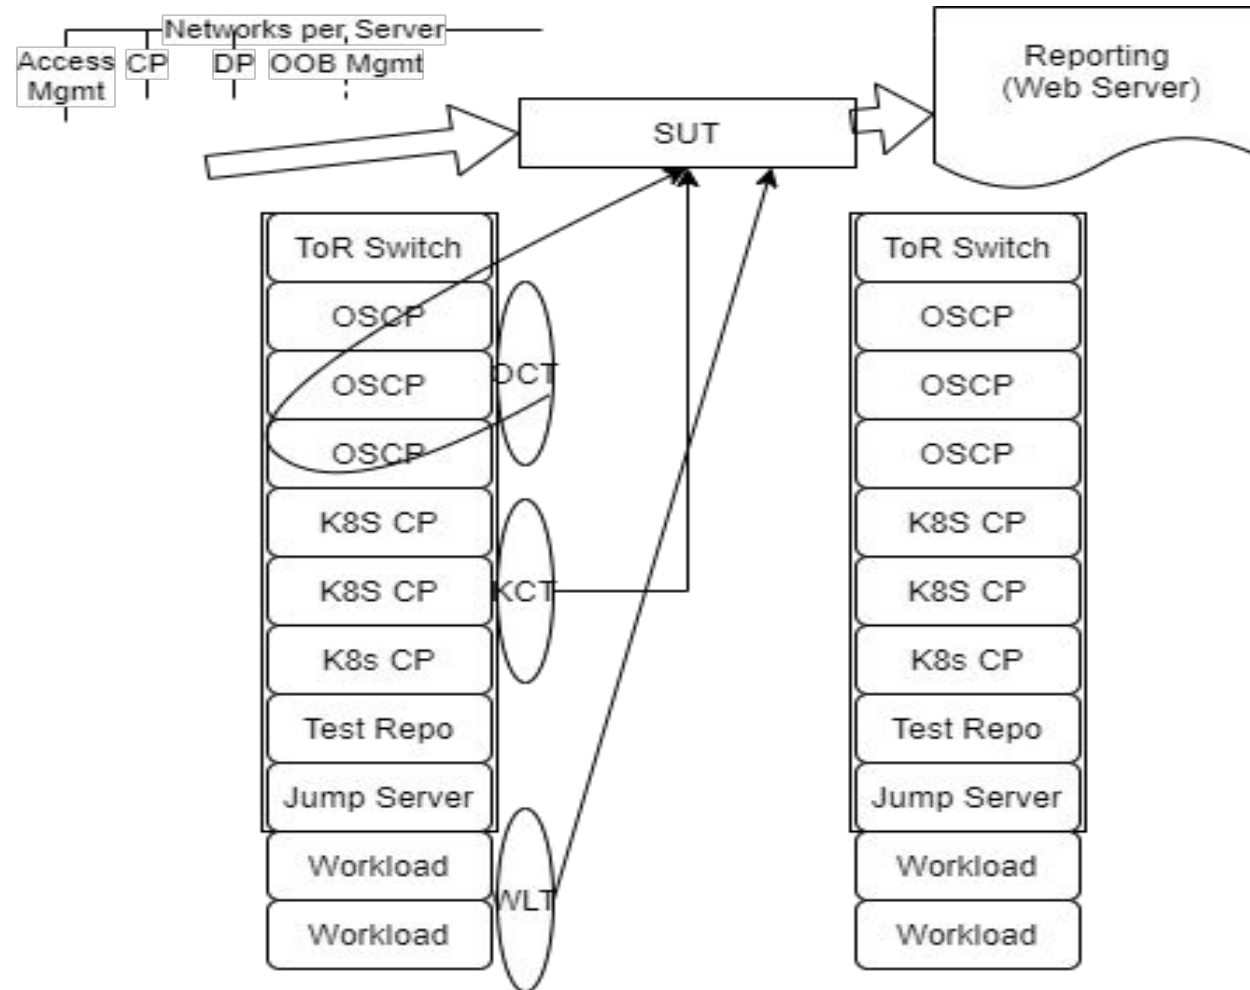 Networks per Server
Access
Mgmt
CP
DP
OOB Mgmt
SUT
Reporting
(Web Server)
ToR Switch
OSCP
OSCP
OSCP
K8S CP
K8S CP
K8s CP
Test Repo
Jump Server
Workload
Workload
OCT
KCT
WLT
ToR Switch
OSCP
OSCP
OSCP
K8S CP
K8S CP
K8s CP
Test Repo
Jump Server
Workload
Workload